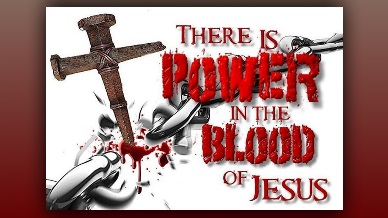 THERE IS
POWER
IN THE
BLOOD
OF JESUS